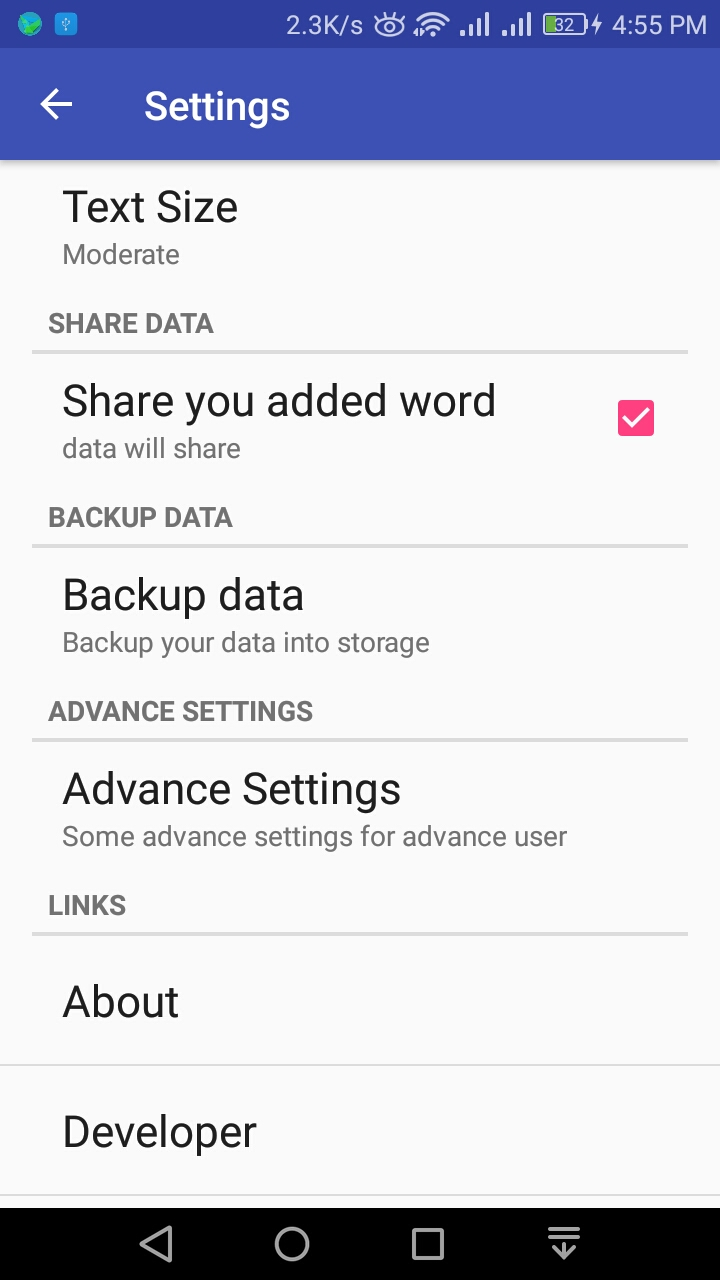 2.3K/s 32 4:55 PM
Settings
Text Size
Moderate
SHARE DATA
Share you added word
data will share
BACKUP DATA
Backup data
Backup your data into storage
ADVANCE SETTINGS
Advance Settings
Some advance settings for advance user
LINKS
About
Developer